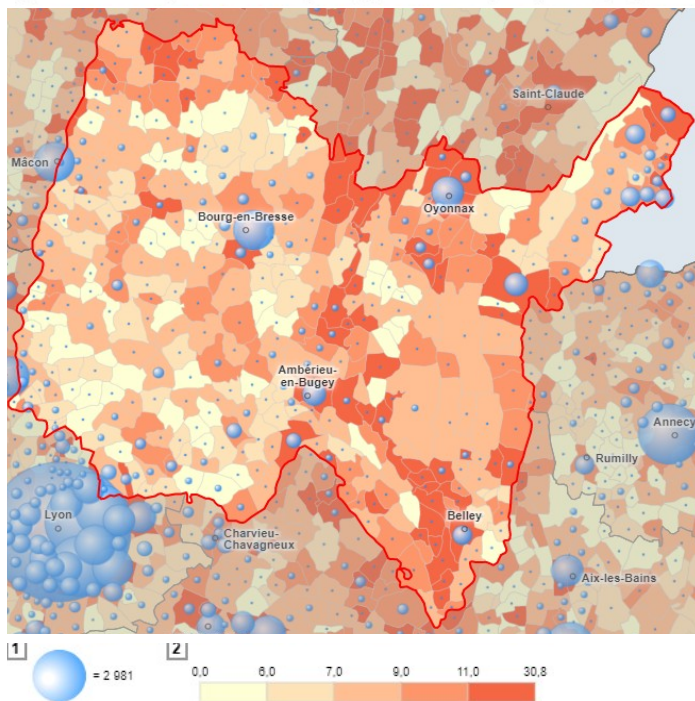 Saint-Claude
Mâcon
Oyonnax
Bourg-en-Bresse
Ambérieu-
en-Bugey
Annecy
Rumilly
Lyon
Belley
Charvieu-
Chavagneux
Aix-les-Bains
1
= 2 981
2
0,0 6,0 7,0 9,0 11,0 30,8